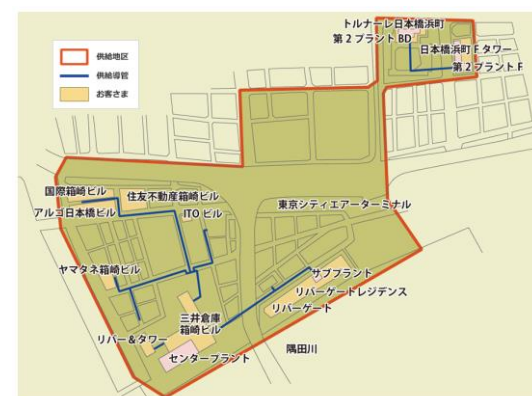 トルナーレ日本橋浜町
第2プラントBD
日本橋浜町Fタワー
第2プラントF
供給地区
供給導管
お客さま
国際箱崎ビル
住友不動産箱崎ビル
アルゴ日本橋ビル
ITOビル
東京シティエアーターミナル
ヤマタネ箱崎ビル
サブプラント
リバーゲートレジデンス
リバーゲート
三井倉庫
箱崎ビル
リバー&タワー
センタープラント
隅田川